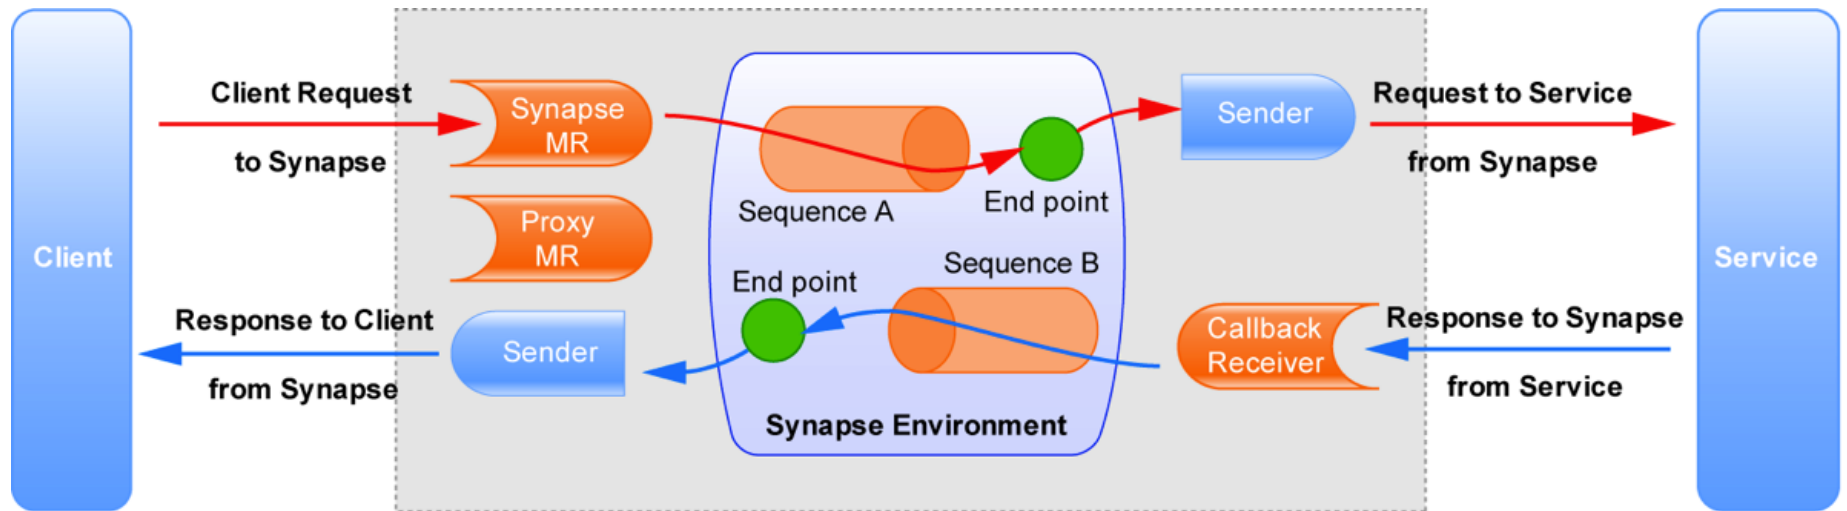 Client
Client Request
to Synapse
Synapse
MR
Proxy
MR
Response to Client
from Synapse
Sender
Sequence A
End point
Sequence B
End point
Synapse Environment
Sender
Callback
Receiver
Request to Service
from Synapse
Response to Synapse
from Service
Service